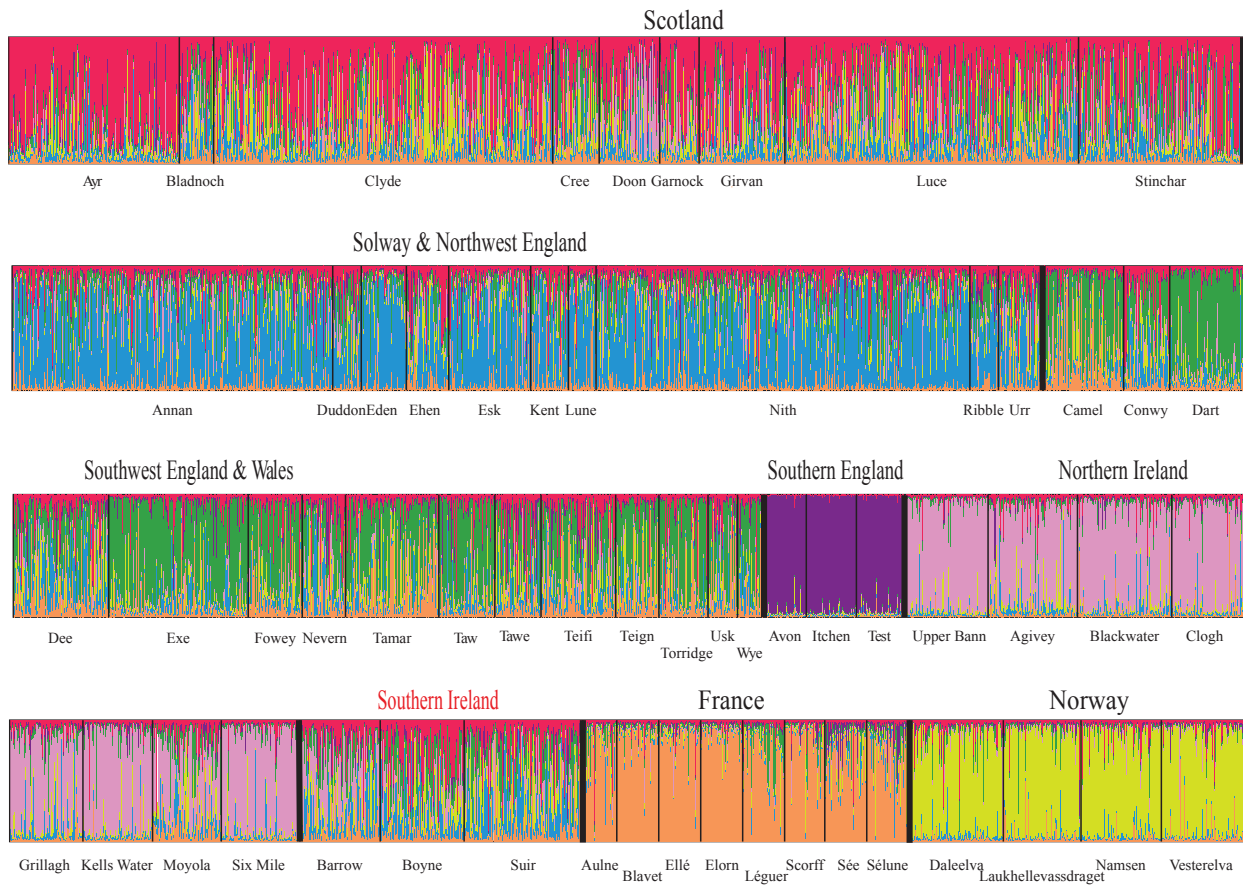 Scotland
Ayr Bladnoch Clyde Cree Doon Garnock Girvan Luce Stinchar
Solway & Northwest England
Annan Duddon Eden Ehen Esk Kent Lune Nith Ribble Urr Camel Conwy Dart
Southwest England & Wales Southern England Northern Ireland
Dee Exe Fowey Nevern Tamar Taw Tawe Teifi Teign Torridge Usk Wye Avon Itchen Test Upper Bann Agivey Blackwater Clogh
Southern Ireland France Norway
Grillagh Kells Water Moyola Six Mile Barrow Boyne Suir Aulne Blavet Ellé Elorn Léguer Scorff Sée Sélune Daleelva Laukhellevassdraget Namsen Vesterelva